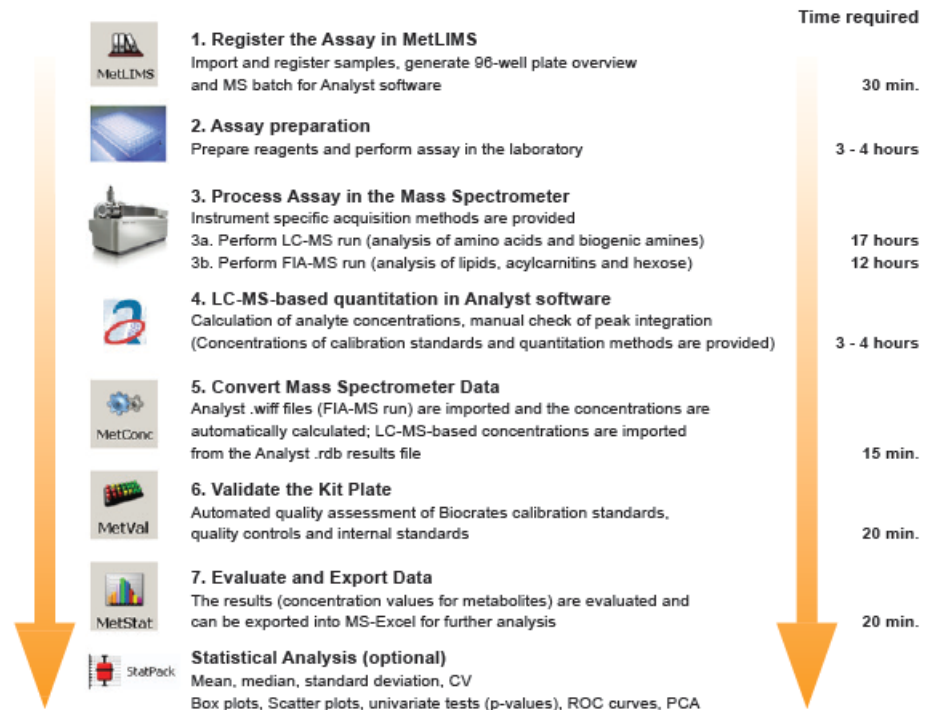 Time required
MetLIMS
1. Register the Assay in MetLIMS
Import and register samples, generate 96-well plate overview
and MS batch for Analyst software
30 min.
2. Assay preparation
Prepare reagents and perform assay in the laboratory
3 - 4 hours
3. Process Assay in the Mass Spectrometer
Instrument specific acquisition methods are provided
3a. Perform LC-MS run (analysis of amino acids and biogenic amines)
17 hours
3b. Perform FIA-MS run (analysis of lipids, acylcarnitins and hexose)
12 hours
4. LC-MS-based quantitation in Analyst software
Calculation of analyte concentrations, manual check of peak integration
(Concentrations of calibration standards and quantitation methods are provided)
3 - 4 hours
MetConc
5. Convert Mass Spectrometer Data
Analyst .wiff files (FIA-MS run) are imported and the concentrations are
automatically calculated; LC-MS-based concentrations are imported
from the Analyst .rdb results file
15 min.
MetVal
6. Validate the Kit Plate
Automated quality assessment of Biocrates calibration standards,
quality controls and internal standards
20 min.
MetStat
7. Evaluate and Export Data
The results (concentration values for metabolites) are evaluated and
can be exported into MS-Excel for further analysis
20 min.
StatPack
Statistical Analysis (optional)
Mean, median, standard deviation, CV
Box plots, Scatter plots, univariate tests (p-values), ROC curves, PCA